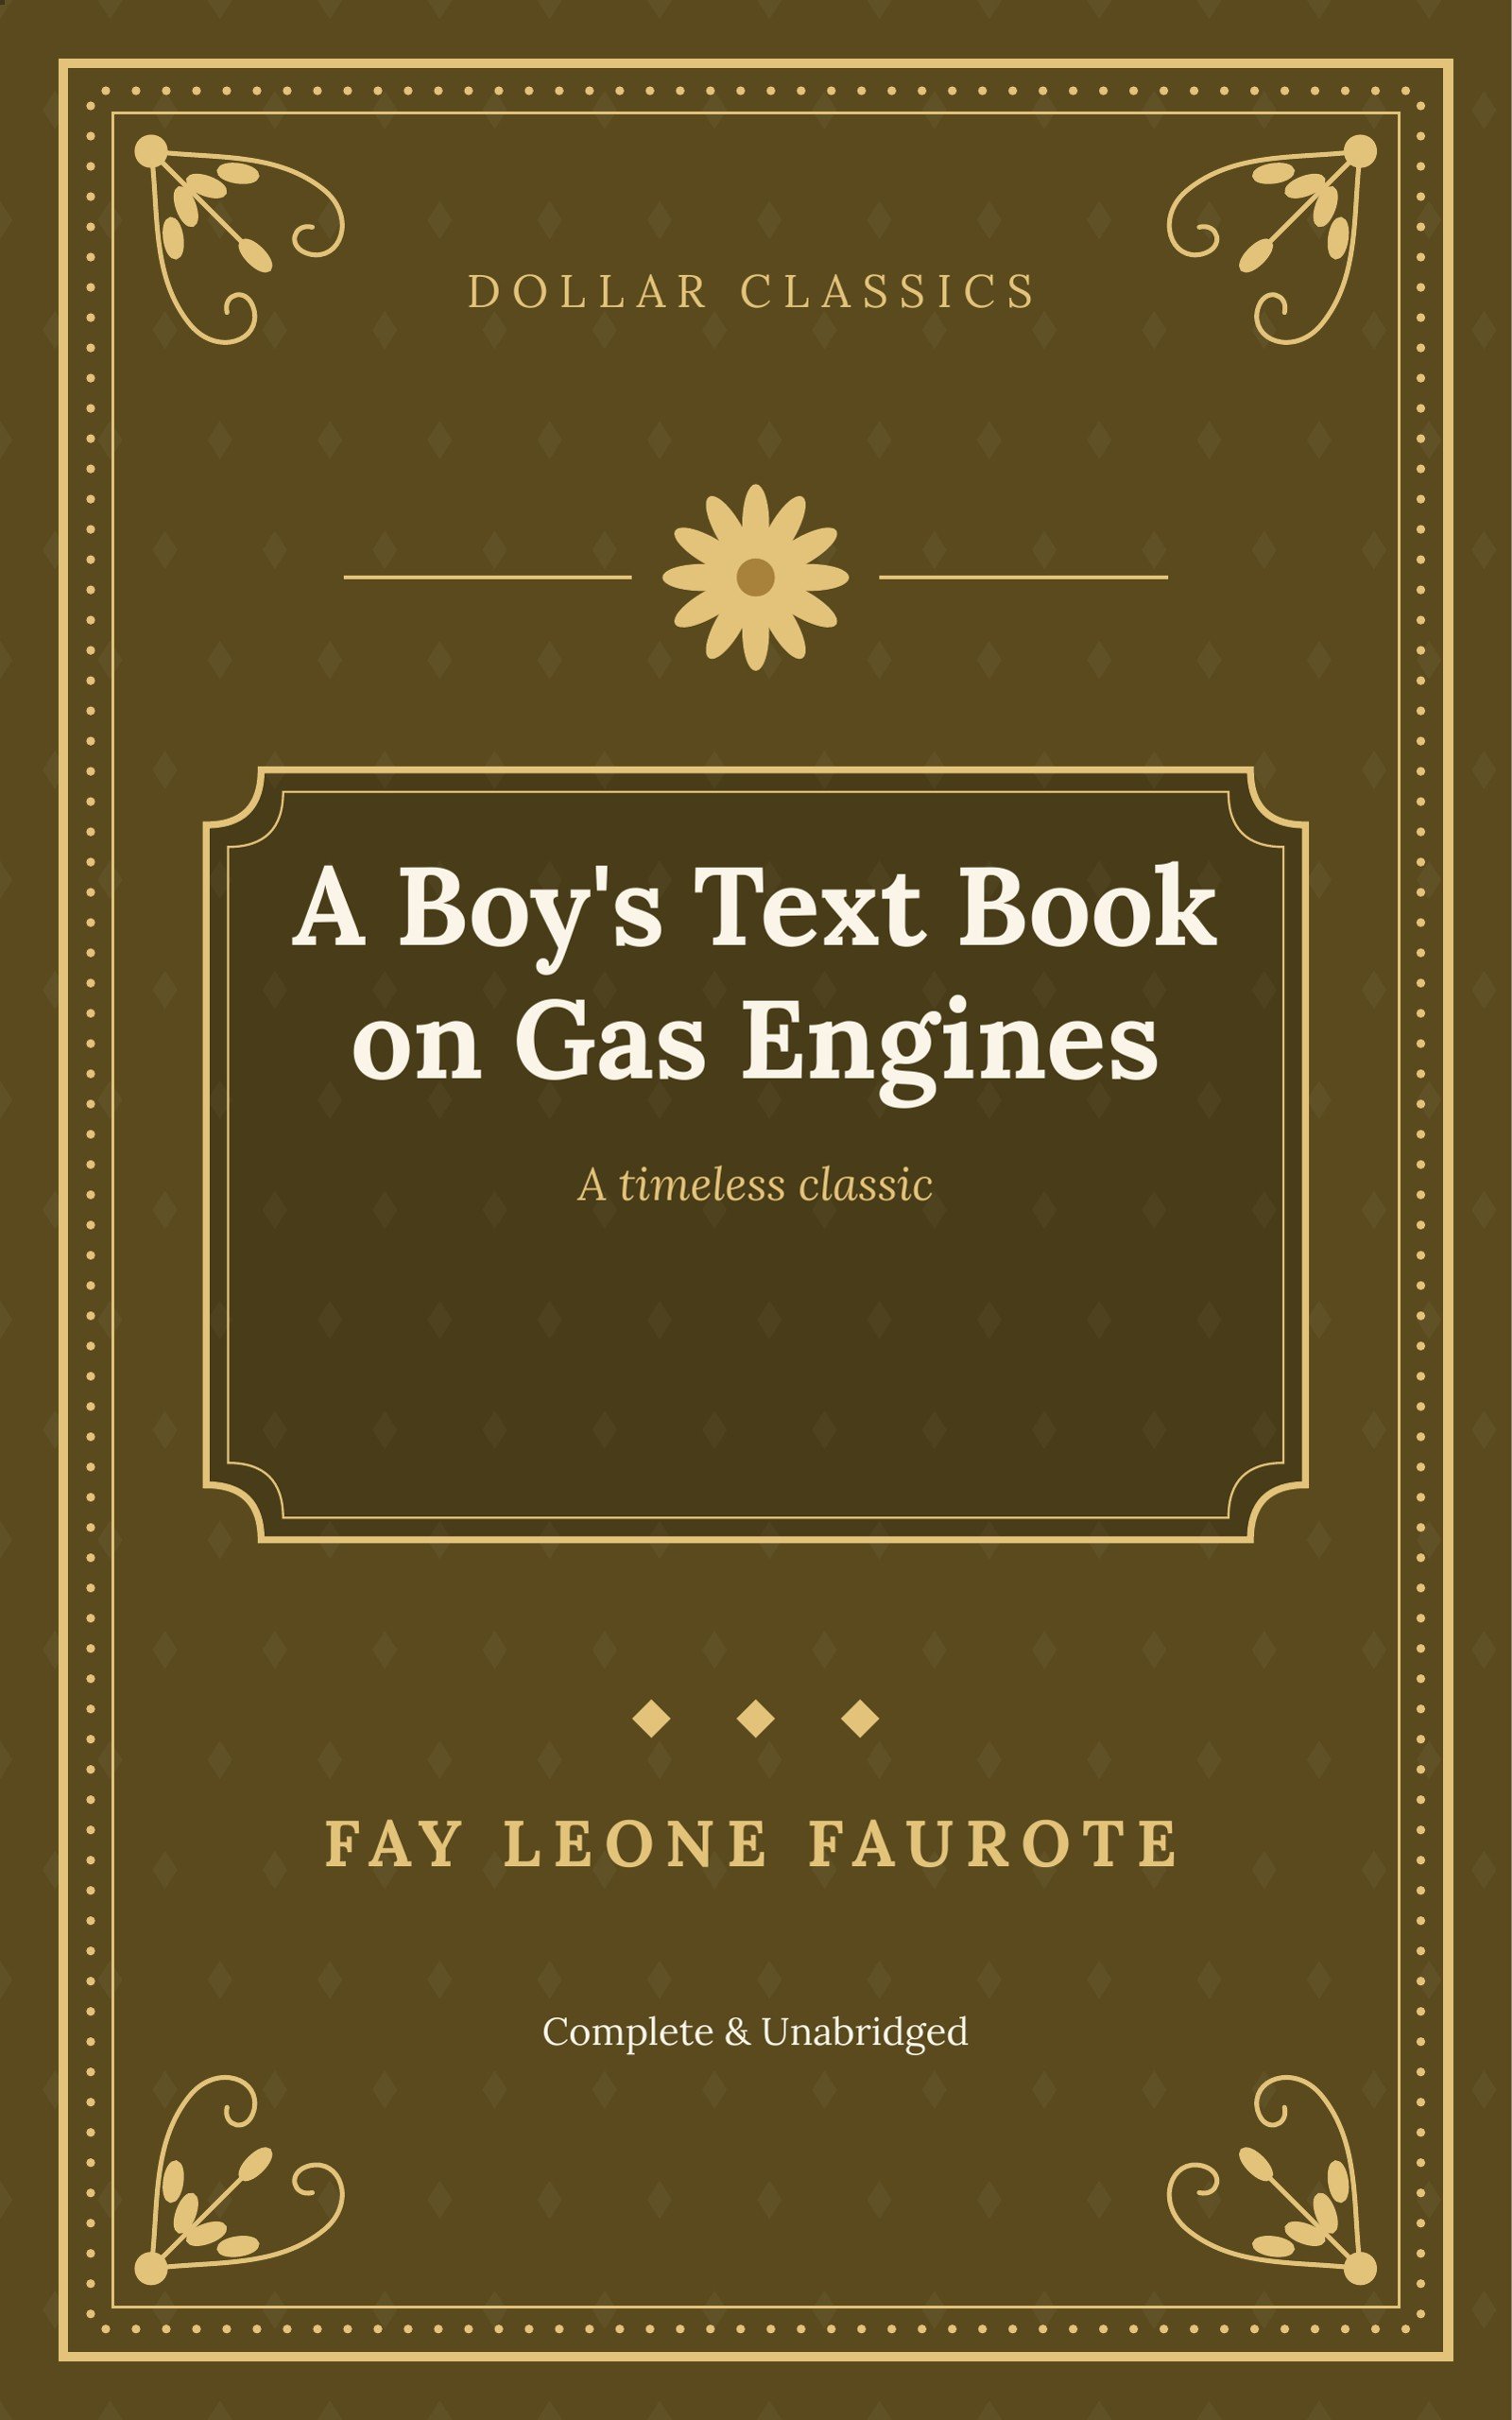 DOLLAR CLASSICS
A Boy's Text Book
on Gas Engines
A timeless classic
FAY LEONE FAUROTE
Complete & Unabridged